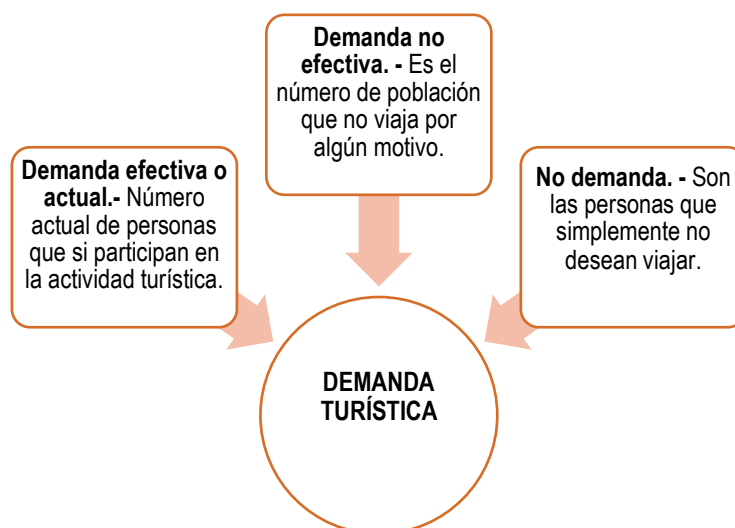 Demanda no
efectiva. - Es el
número de población
que no viaja por
algún motivo.
Demanda efectiva o
actual.- Número
actual de personas
que si participan en
la actividad turística.
No demanda. - Son
las personas que
simplemente no
desean viajar.
DEMANDA
TURÍSTICA